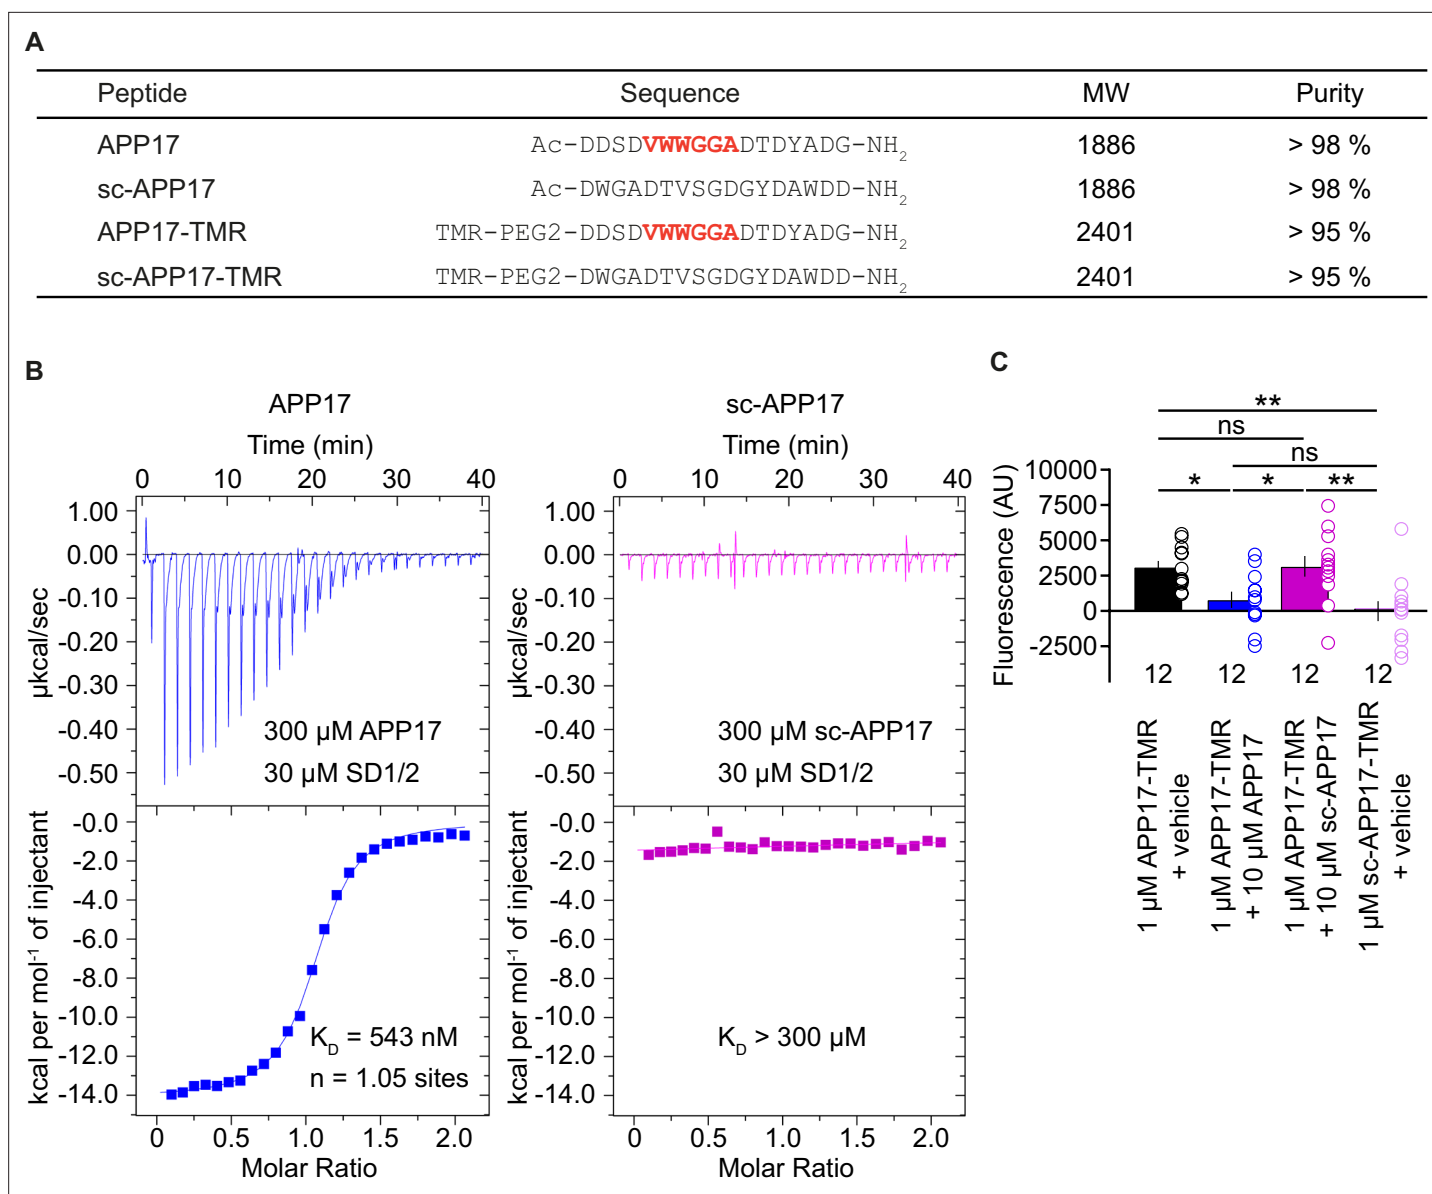 A
Peptide Sequence MW Purity
APP17 Ac-DDSDVWWGGADTDYADG-NH2 1886 > 98 %
sc-APP17 Ac-DWGADTVSGDGYDAWDD-NH2 1886 > 98 %
APP17-TMR TMR-PEG2-DDSDVWWGGADTDYADG-NH2 2401 > 95 %
sc-APP17-TMR TMR-PEG2-DWGADTVSGDGYDAWDD-NH2 2401 > 95 %
B
APP17
Time (min)
0 10 20 30 40
1.00
0.00
-0.10
-0.20
-0.30
-0.40
-0.50
µkcal/sec
300 µM APP17
30 µM SD1/2
-0.0
-2.0
-4.0
-6.0
-8.0
-10.0
-12.0
-14.0
kcal per mol-1 of injectant
KD = 543 nM
n = 1.05 sites
0 0.5 1.0 1.5 2.0
Molar Ratio
sc-APP17
Time (min)
0 10 20 30 40
1.00
0.00
-0.10
-0.20
-0.30
-0.40
-0.50
µkcal/sec
300 µM sc-APP17
30 µM SD1/2
-0.0
-2.0
-4.0
-6.0
-8.0
-10.0
-12.0
-14.0
kcal per mol-1 of injectant
KD > 300 µM
0 0.5 1.0 1.5 2.0
Molar Ratio
C
**
ns
ns
* * **
10000
7500
5000
2500
0
-2500
Fluorescence (AU)
12 12 12 12
1 µM APP17-TMR
+ vehicle
1 µM APP17-TMR
+ 10 µM APP17
1 µM APP17-TMR
+ 10 µM sc-APP17
1 µM sc-APP17-TMR
+ vehicle